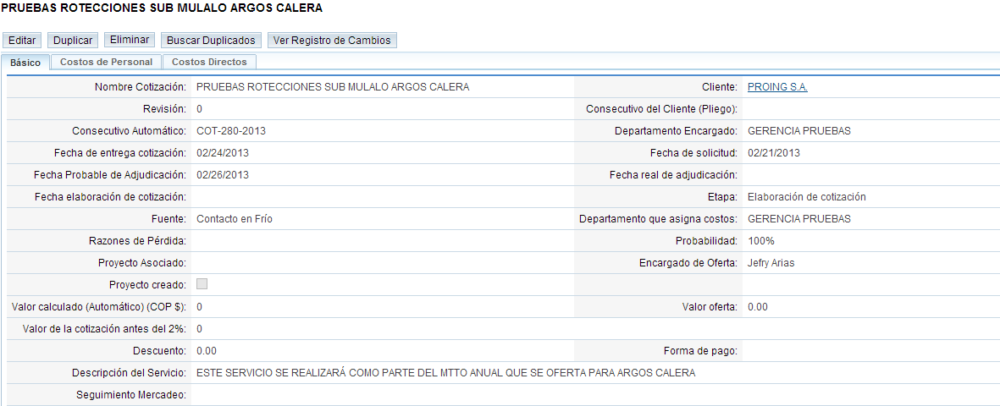 PRUEBAS ROTECCIONES SUB MULALO ARGOS CALERA
Editar Duplicar Eliminar Buscar Duplicados Ver Registro de Cambios
Básico Costos de Personal Costos Directos
Nombre Cotización: PRUEBAS ROTECCIONES SUB MULALO ARGOS CALERA Cliente: PROING S.A.
Revisión: 0 Consecutivo del Cliente (Pliego):
Consecutivo Automático: COT-280-2013 Departamento Encargado: GERENCIA PRUEBAS
Fecha de entrega cotización: 02/24/2013 Fecha de solicitud: 02/21/2013
Fecha Probable de Adjudicación: 02/26/2013 Fecha real de adjudicación:
Fecha elaboración de cotización: Etapa: Elaboración de cotización
Fuente: Contacto en Frío Departamento que asigna costos: GERENCIA PRUEBAS
Razones de Pérdida: Probabilidad: 100%
Proyecto Asociado: Encargado de Oferta: Jefry Arias
Proyecto creado:
Valor calculado (Automático) (COP $): 0 Valor oferta: 0.00
Valor de la cotización antes del 2%: 0
Descuento: 0.00 Forma de pago:
Descripción del Servicio: ESTE SERVICIO SE REALIZARÁ COMO PARTE DEL MTTO ANUAL QUE SE OFERTA PARA ARGOS CALERA
Seguimiento Mercadeo: